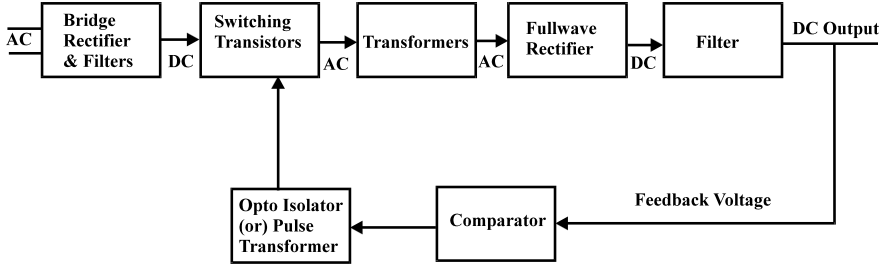 AC
Bridge
Rectifier
& Filters
DC
Switching
Transistors
AC
Transformers
AC
Fullwave
Rectifier
DC
Filter
DC Output
Opto Isolator
(or) Pulse
Transformer
Comparator
Feedback Voltage